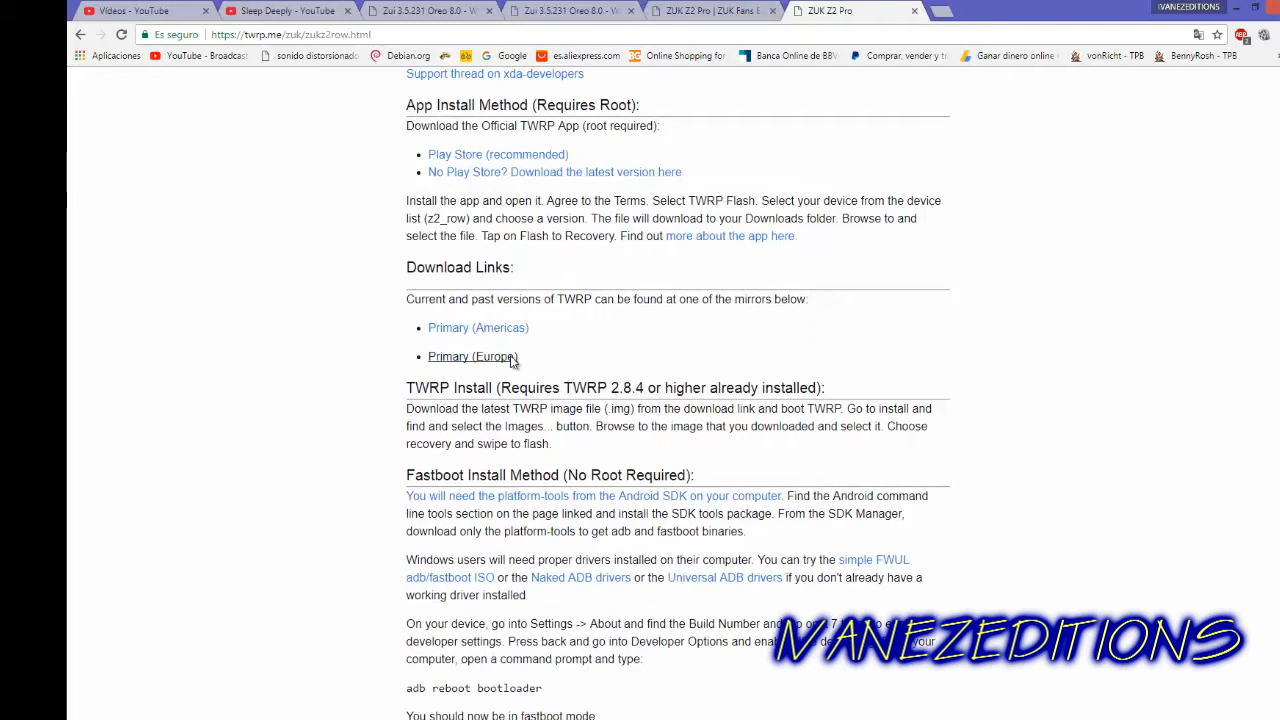 IVANEZEDITIONS
Vídeos - YouTube
Sleep Deeply - YouTube
Zui 3.5.231 Oreo 8.0 - W
Zui 3.5.231 Oreo 8.0 - W
ZUK Z2 Pro | ZUK Fans E
ZUK Z2 Pro
Es seguro
https://twrp.me/zuk/zukz2row.html
Aplicaciones
YouTube - Broadcast
sonido distorsionado
Debian.org
Google
es.aliexpress.com
Online Shopping for
Banca Online de BBV
Comprar, vender y tr
Ganar dinero online
vonRicht - TPB
BennyRosh - TPB
Support thread on xda-developers
App Install Method (Requires Root):
Download the Official TWRP App (root required):
• Play Store (recommended)
• No Play Store? Download the latest version here.
Install the app and open it. Agree to the Terms. Select TWRP Flash. Select your device from the device
list (z2_row) and choose a version. The file will download to your Downloads folder. Browse to and
select the file. Tap on Flash to Recovery. Find out more about the app here.
Download Links:
Current and past versions of TWRP can be found at one of the mirrors below:
• Primary (Americas)
• Primary (Europe)
TWRP Install (Requires TWRP 2.8.4 or higher already installed):
Download the latest TWRP image file (.img) from the download link and boot TWRP. Go to install and
find and select the Images... button. Browse to the image that you downloaded and select it. Choose
recovery and swipe to flash.
Fastboot Install Method (No Root Required):
You will need the platform-tools from the Android SDK on your computer. Find the Android command
line tools section on the page linked and install the SDK tools package. From the SDK Manager,
download only the platform-tools to get adb and fastboot binaries.
Windows users will need proper drivers installed on their computer. You can try the simple FWUL
adb/fastboot ISO or the Naked ADB drivers or the Universal ADB drivers if you don't already have a
working driver installed
On your device, go into Settings -> About and find the Build Number and
developer settings. Press back and go into Developer Options and
computer, open a command prompt and type:
adb reboot bootloader
You should now be in fastboot mode
IVANEZEDITIONS